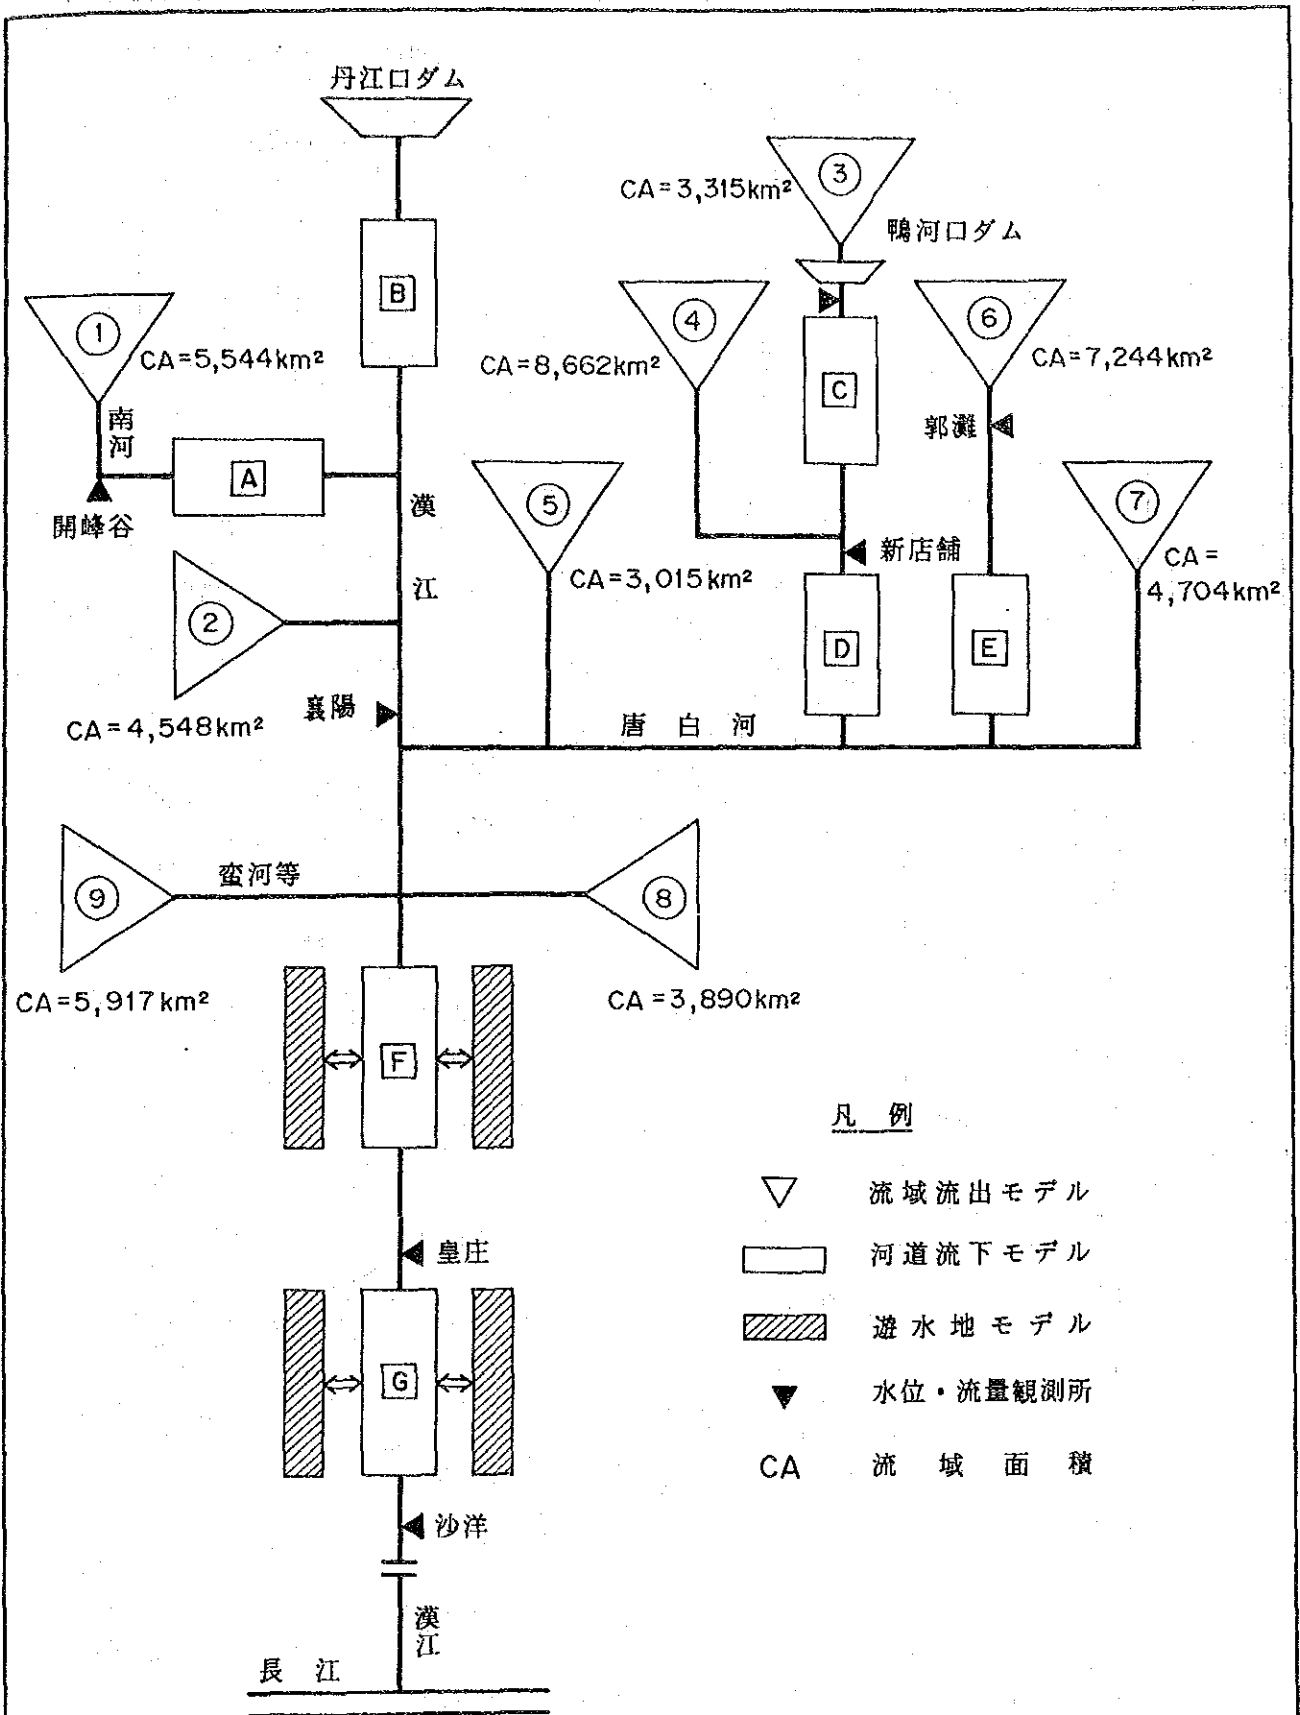 丹江口ダム
B
③
CA=3,315km²
鴨河口ダム
①
CA=5,544km²
南河
A
開峰谷
漢江
④
CA=8,662km²
C
⑥
CA=7,244km²
郭灘
⑤
CA=3,015km²
新店舗
⑦
CA=
4,704km²
②
CA=4,548km²
襄陽
D
E
唐白河
⑨
CA=5,917km²
蛮河等
⑧
CA=3,890km²
F
皇庄
G
沙洋
漢江
長江
凡例
流域流出モデル
河道流下モデル
遊水地モデル
水位・流量観測所
CA 流域面積